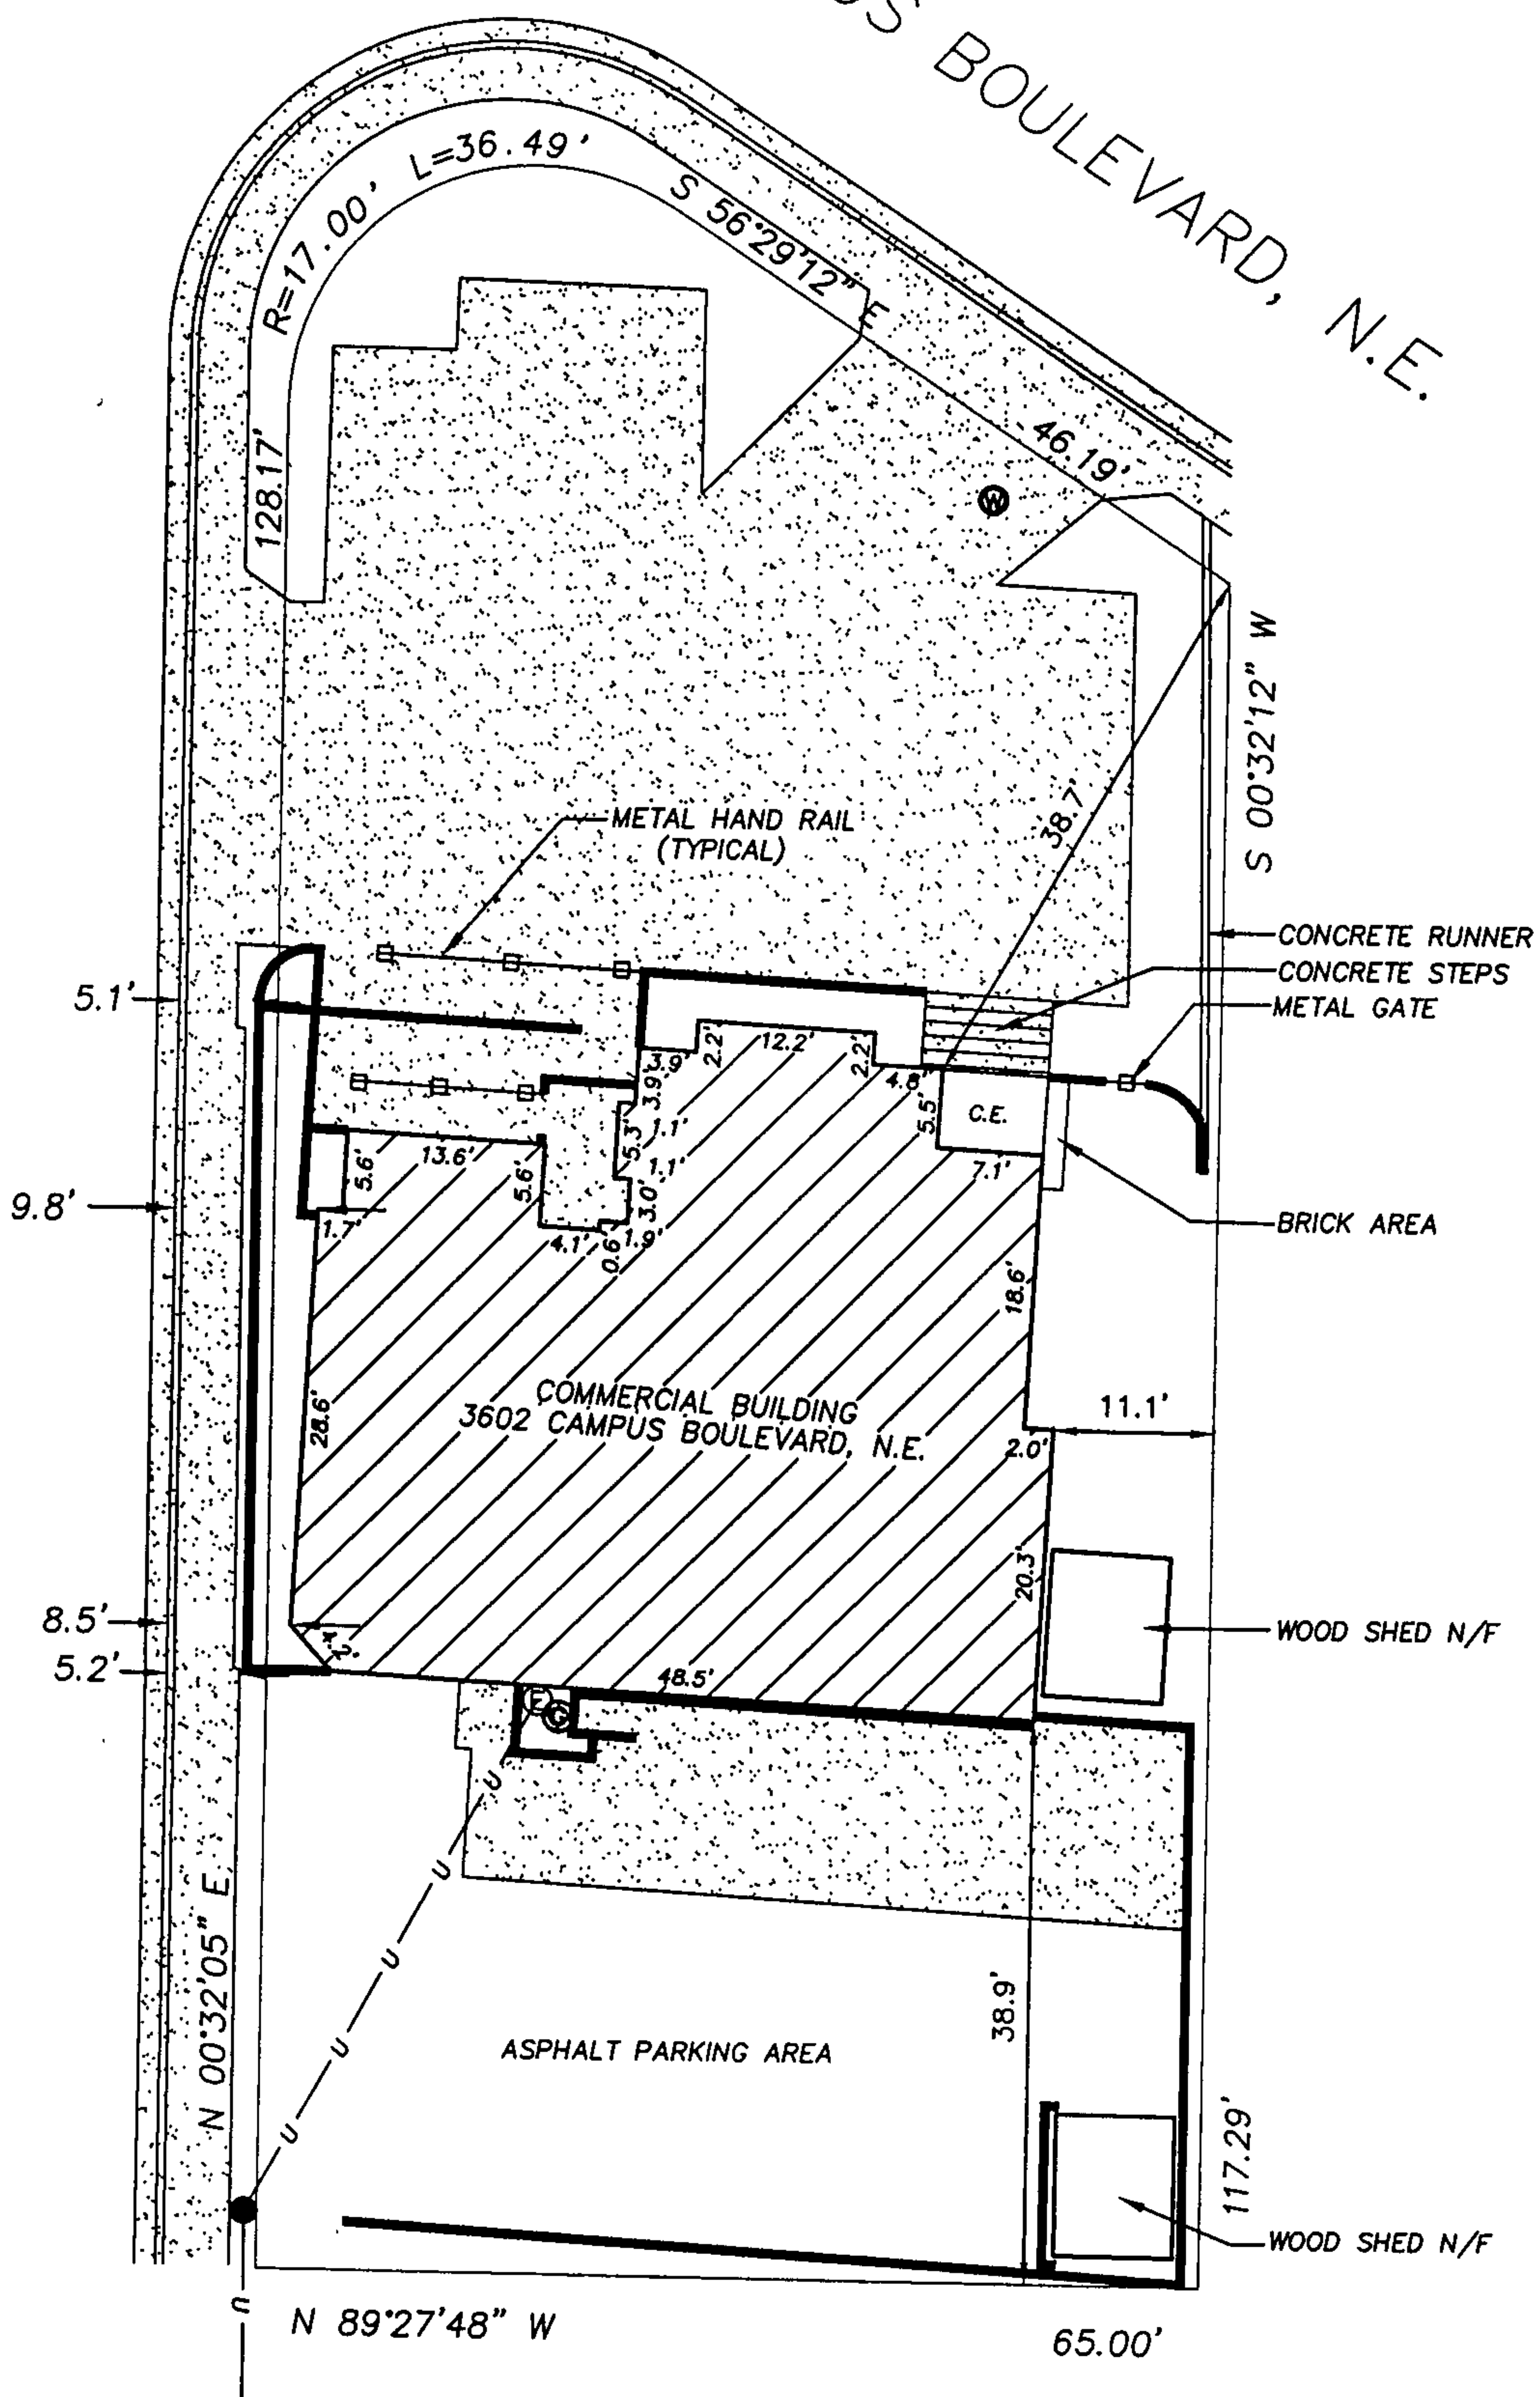 US BOULEVARD, N.E.
L=36.49'
R=17.00'
S 56°29'12" E
46.19'
128.17'
W
S 00°32'12" W
38.7'
METAL HAND RAIL
(TYPICAL)
CONCRETE RUNNER
CONCRETE STEPS
METAL GATE
5.1'
3.9'
2.2'
12.2'
2.2'
4.8'
3.9'
5.3'
1.1'
5.5'
C.E.
13.6'
5.6'
5.6'
1.1'
3.0'
7.1'
9.8'
1.7'
4.1'
0.6'
1.9'
BRICK AREA
18.6'
28.6'
COMMERCIAL BUILDING
3602 CAMPUS BOULEVARD, N.E.
11.1'
2.0'
20.3'
8.5'
WOOD SHED N/F
5.2'
48.5'
E
G
U
U
N 00°32'05" E
U
38.9'
ASPHALT PARKING AREA
U
U
117.29'
WOOD SHED N/F
U
N 89°27'48" W
65.00'